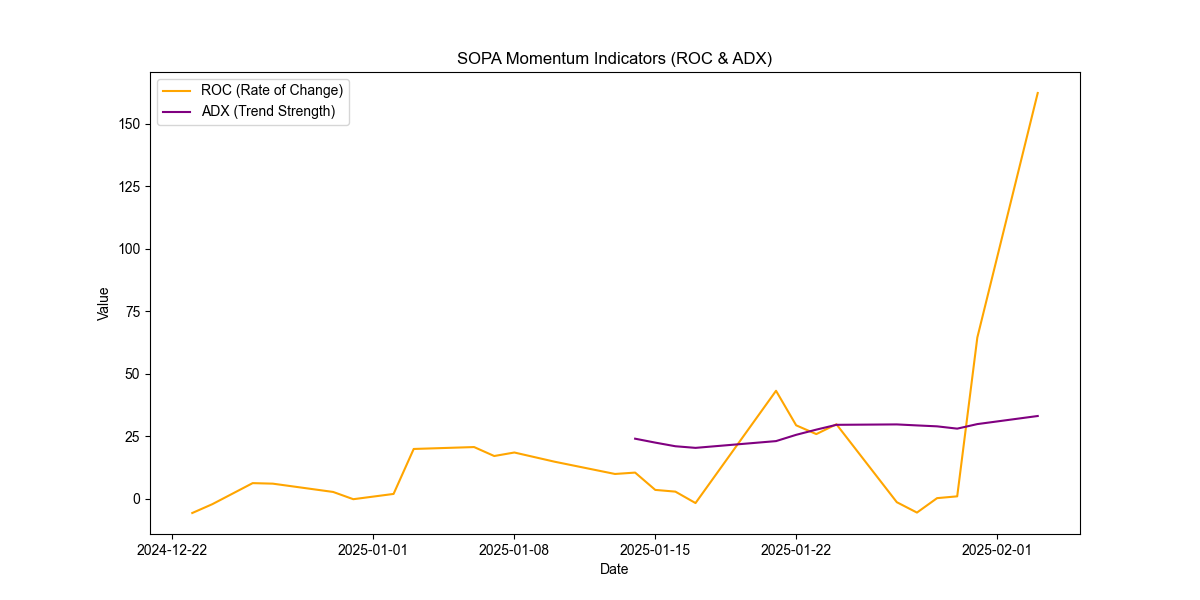 SOPA Momentum Indicators (ROC & ADX)
ROC (Rate of Change)
ADX (Trend Strength)
150
125
100
75
50
25
0
Value
2024-12-22
2025-01-01
2025-01-08
2025-01-15
2025-01-22
2025-02-01
Date